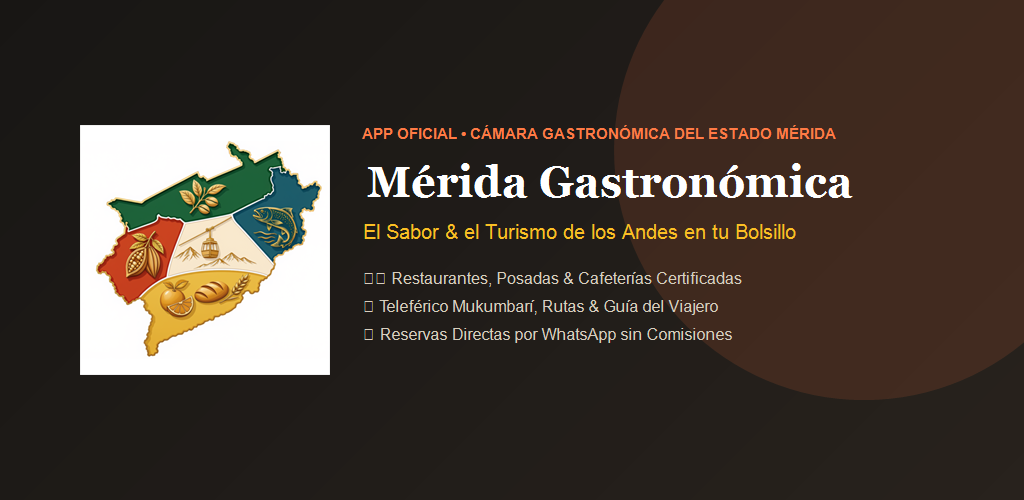 APP OFICIAL • CÁMARA GASTRONÓMICA DEL ESTADO MÉRIDA
Mérida Gastronómica
El Sabor & el Turismo de los Andes en tu Bolsillo
▯▯ Restaurantes, Posadas & Cafeterías Certificadas
▯ Teleférico Mukumbarí, Rutas & Guía del Viajero
▯ Reservas Directas por WhatsApp sin Comisiones